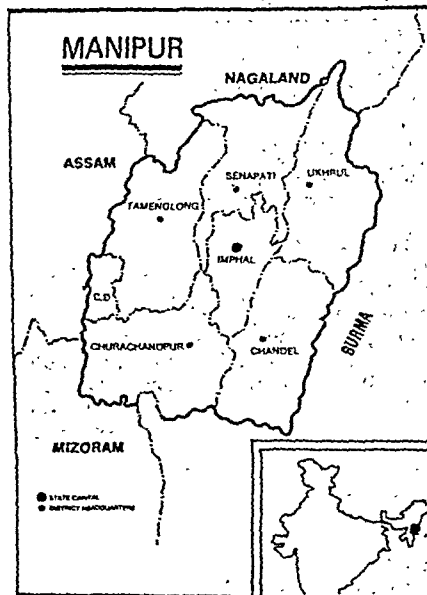 MANIPUR
NAGALAND
ASSAM
SENAPATI
UKHRUL
TAMENGLONG
IMPHAL
C.D
BURMA
CHURACHANDPUR
CHANDEL
MIZORAM
STATE CAPITAL
DISTRICT HEADQUARTERS